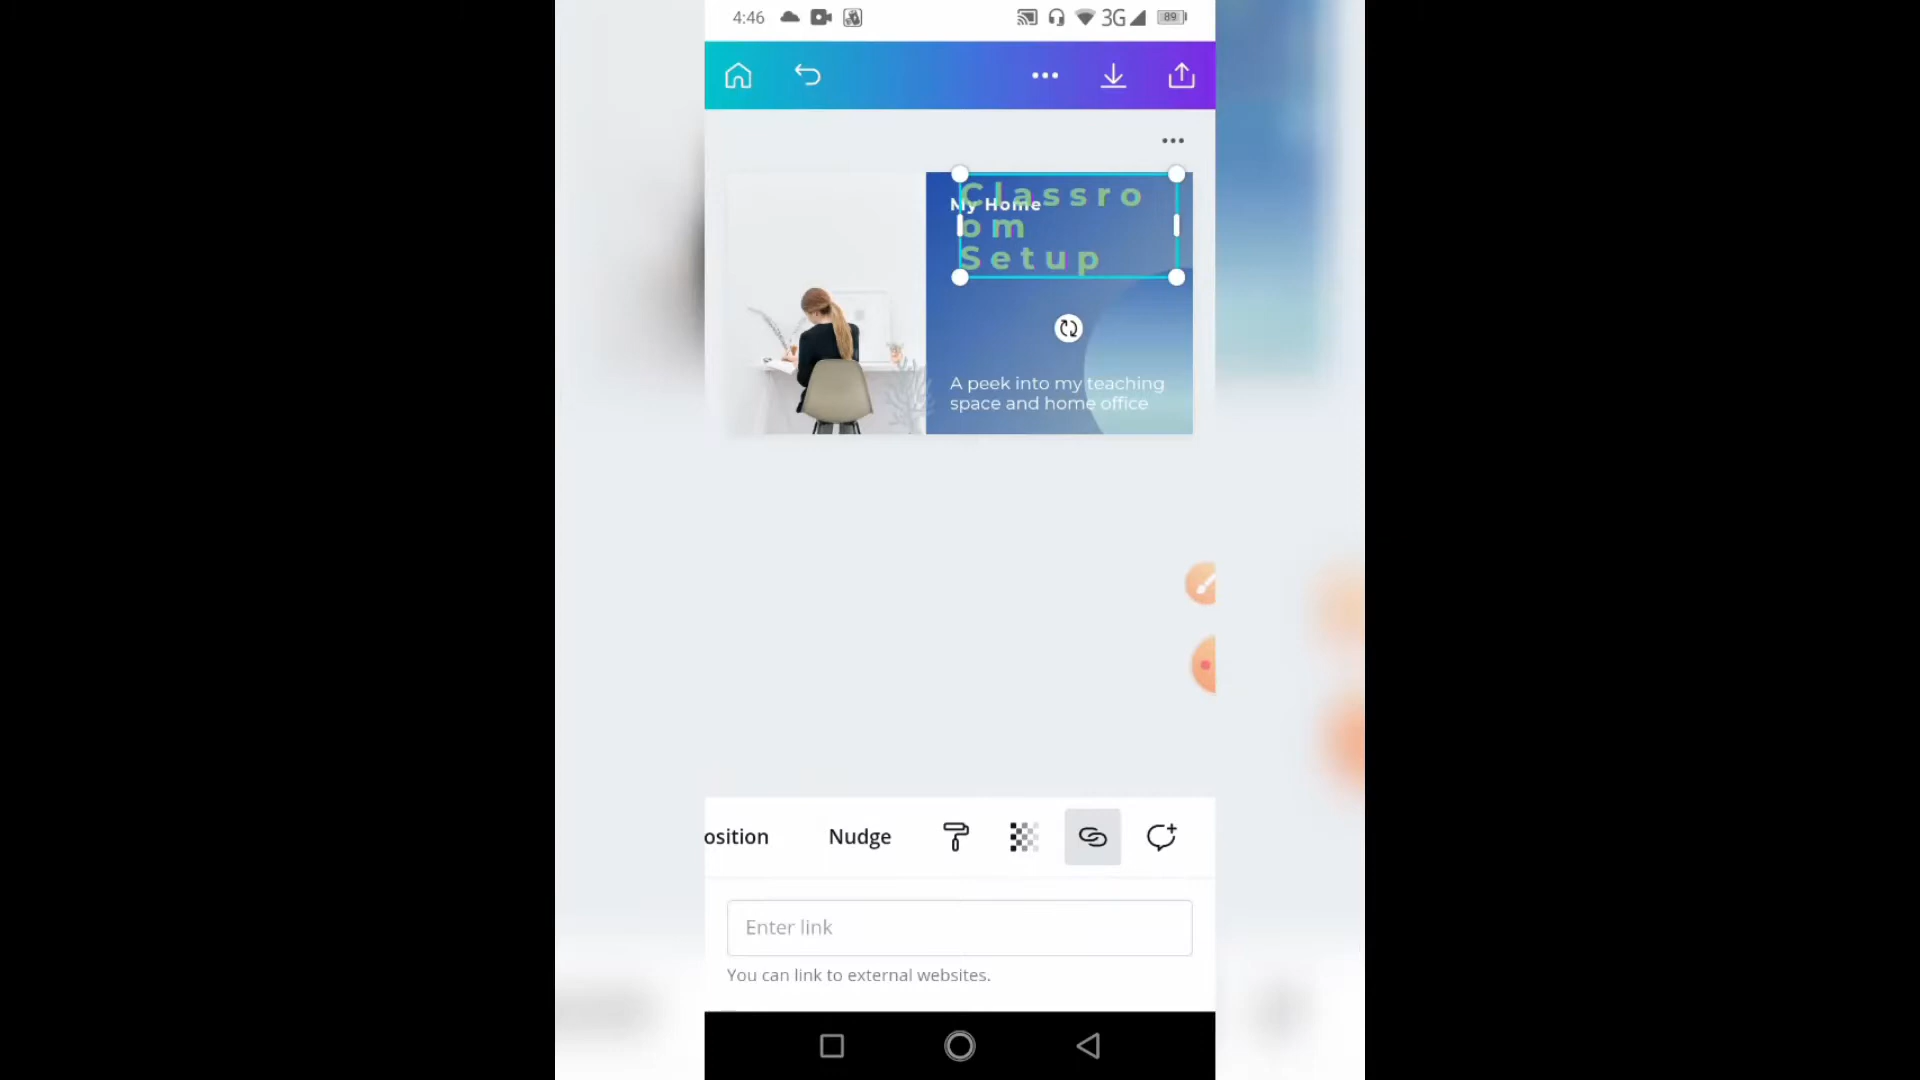 4:46
3G
89
Classro
My Home
om
Setup
A peek into my teaching
space and home office
osition
Nudge
Enter link
You can link to external websites.